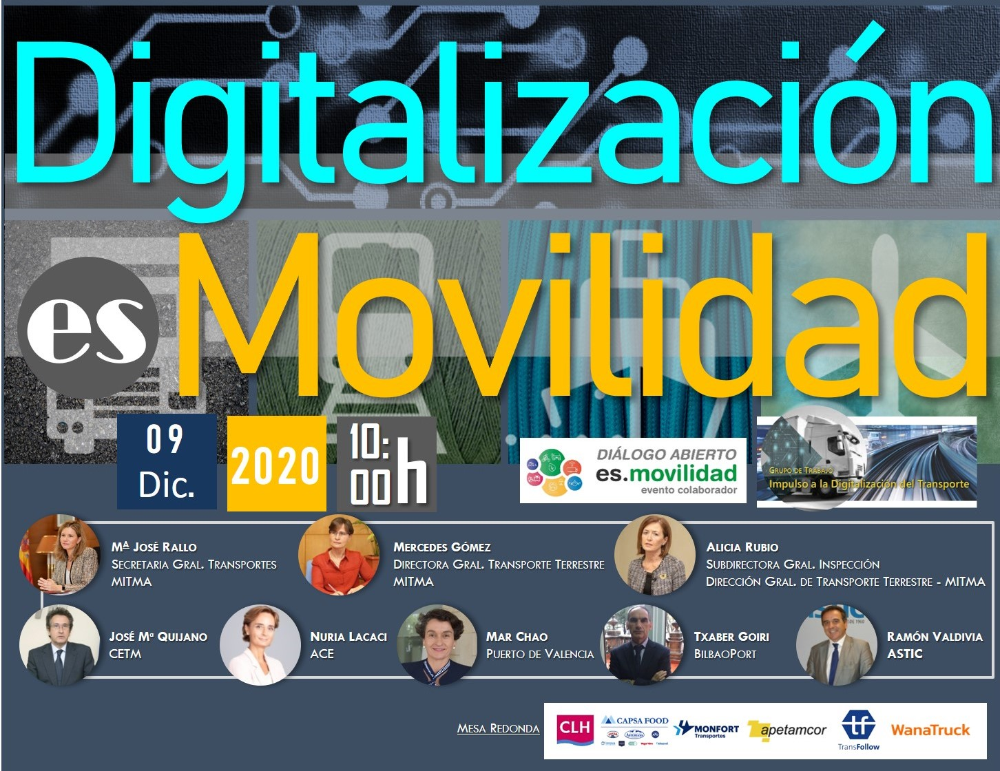 Digitalización
es Movilidad
09
Dic.
2020
10:
00 h
DIÁLOGO ABIERTO
es.movilidad
evento colaborador
GRUPO DE TRABAJO
Impulso a la Digitalización del Transporte
Mª JOSÉ RALLO
SECRETARIA GRAL. TRANSPORTES
MITMA
MERCEDES GÓMEZ
DIRECTORA GRAL. TRANSPORTE TERRESTRE
MITMA
ALICIA RUBIO
SUBDIRECTORA GRAL. INSPECCIÓN
DIRECCIÓN GRAL. DE TRANSPORTE TERRESTRE - MITMA
JOSÉ Mª QUIJANO
CETM
NURIA LACACI
ACE
MAR CHAO
PUERTO DE VALENCIA
TXABER GOIRI
BILBAOPORT
RAMÓN VALDIVIA
ASTIC
MESA REDONDA
CLH
CAPSA FOOD
MONFORT
Transportes
apetamcor
tf
TransFollow
WanaTruck